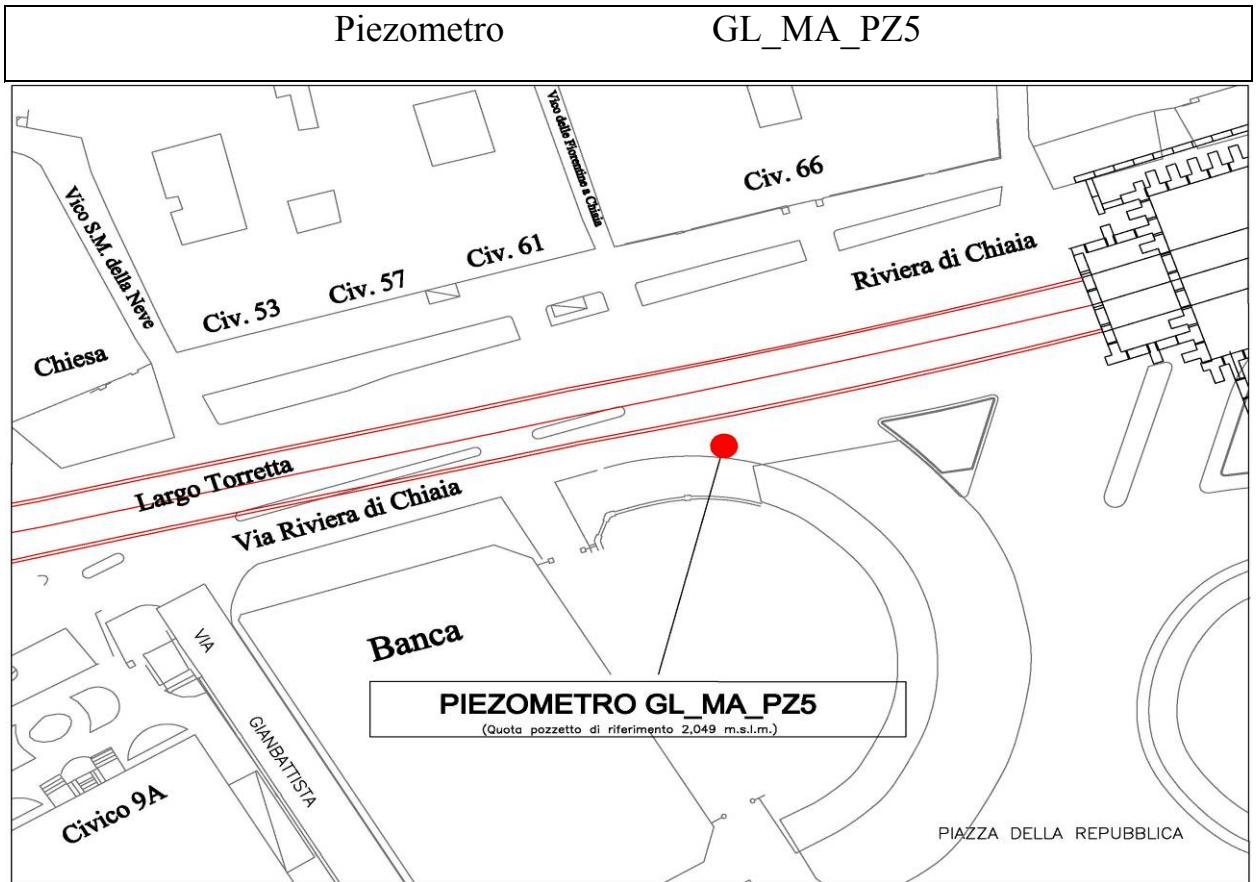 Piezometro GL_MA_PZ5
Vico delle Fiorentine a Chiaia
Civ. 66
Vico S.M. della Neve
Civ. 61
Riviera di Chiaia
Civ. 57
Civ. 53
Chiesa
Largo Torretta
Via Riviera di Chiaia
Banca
VIA
GIANBATTISTA
PIEZOMETRO GL_MA_PZ5
(Quota pozzetto di riferimento 2,049 m.s.l.m.)
Civico 9A
PIAZZA DELLA REPUBBLICA